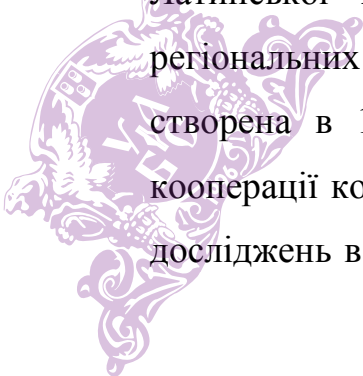 Латинської
регіональних
створена в 1
кооперації ко
досліджень в